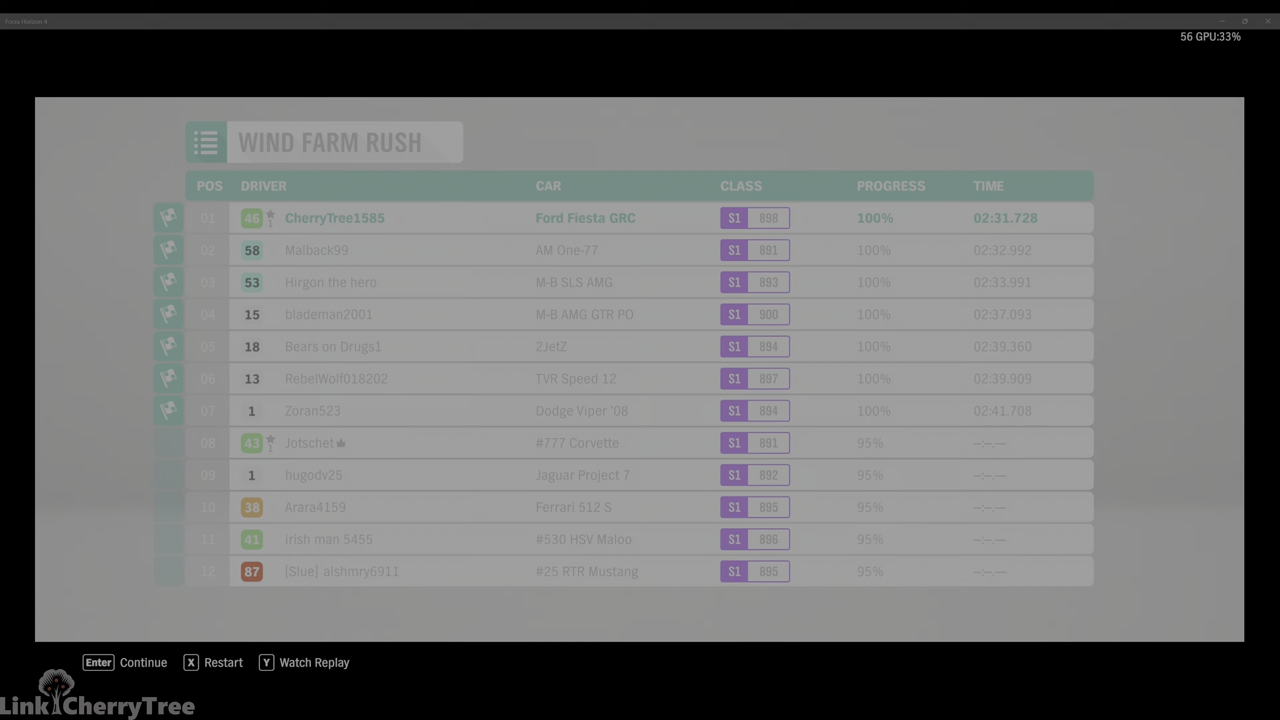 Forza Horizon 4
56 GPU:33%
WIND FARM RUSH
POS DRIVER CAR CLASS PROGRESS TIME
01 46 1 CherryTree1585 Ford Fiesta GRC S1 898 100% 02:31.728
02 58 Malback99 AM One-77 S1 891 100% 02:32.992
03 53 Hirgon the hero M-B SLS AMG S1 893 100% 02:33.991
04 15 blademan2001 M-B AMG GTR PO S1 900 100% 02:37.093
05 18 Bears on Drugs1 2JetZ S1 894 100% 02:39.360
06 13 RebelWolf018202 TVR Speed 12 S1 897 100% 02:39.909
07 1 Zoran523 Dodge Viper '08 S1 894 100% 02:41.708
08 43 1 Jotschet #777 Corvette S1 891 95% --:--.---
09 1 hugodv25 Jaguar Project 7 S1 892 95% --:--.---
10 38 Arara4159 Ferrari 512 S S1 895 95% --:--.---
11 41 irish man 5455 #530 HSV Maloo S1 896 95% --:--.---
12 87 [Slue] alshmry6911 #25 RTR Mustang S1 895 95% --:--.---
Enter Continue X Restart Y Watch Replay
Link CherryTree